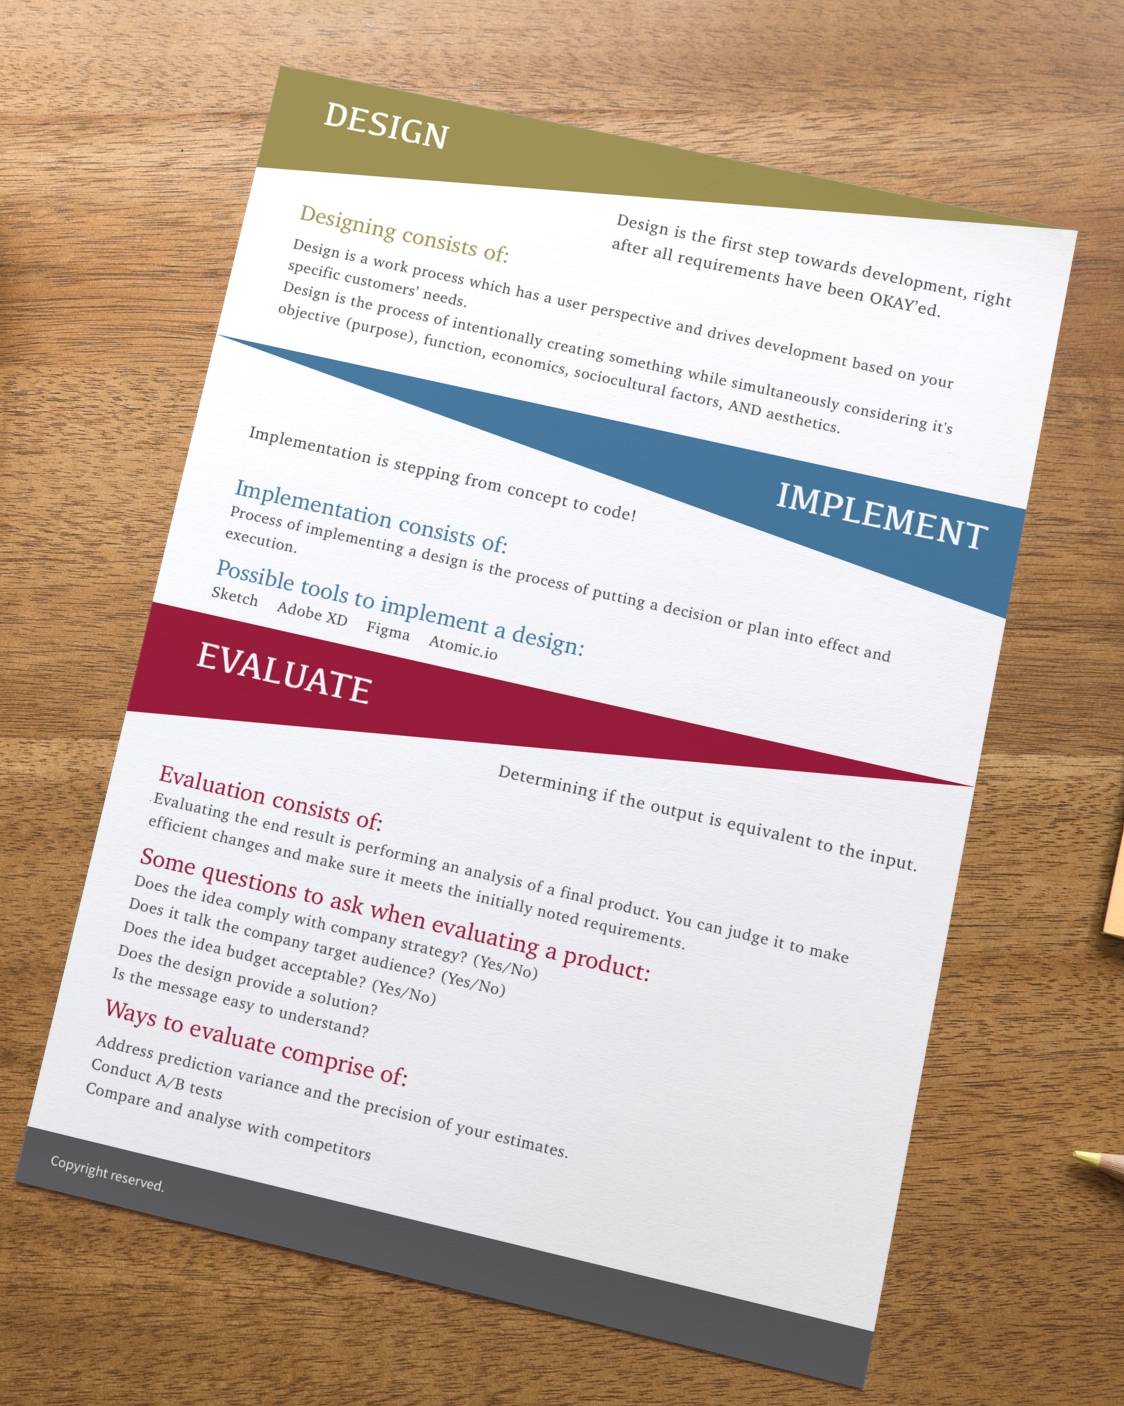 DESIGN
Design is the first step towards development, right
after all requirements have been OKAY'ed.
Designing consists of:
Design is a work process which has a user perspective and drives development based on your
specific customers' needs.
Design is the process of intentionally creating something while simultaneously considering it's
objective (purpose), function, economics, sociocultural factors, AND aesthetics.
IMPLEMENT
Implementation is stepping from concept to code!
Implementation consists of:
Process of implementing a design is the process of putting a decision or plan into effect and
execution.
Possible tools to implement a design:
Sketch Adobe XD Figma Atomic.io
EVALUATE
Determining if the output is equivalent to the input.
Evaluation consists of:
.Evaluating the end result is performing an analysis of a final product. You can judge it to make
efficient changes and make sure it meets the initially noted requirements.
Some questions to ask when evaluating a product:
Does the idea comply with company strategy? (Yes/No)
Does it talk the company target audience? (Yes/No)
Does the idea budget acceptable? (Yes/No)
Does the design provide a solution?
Is the message easy to understand?
Ways to evaluate comprise of:
Address prediction variance and the precision of your estimates.
Conduct A/B tests
Compare and analyse with competitors
Copyright reserved.